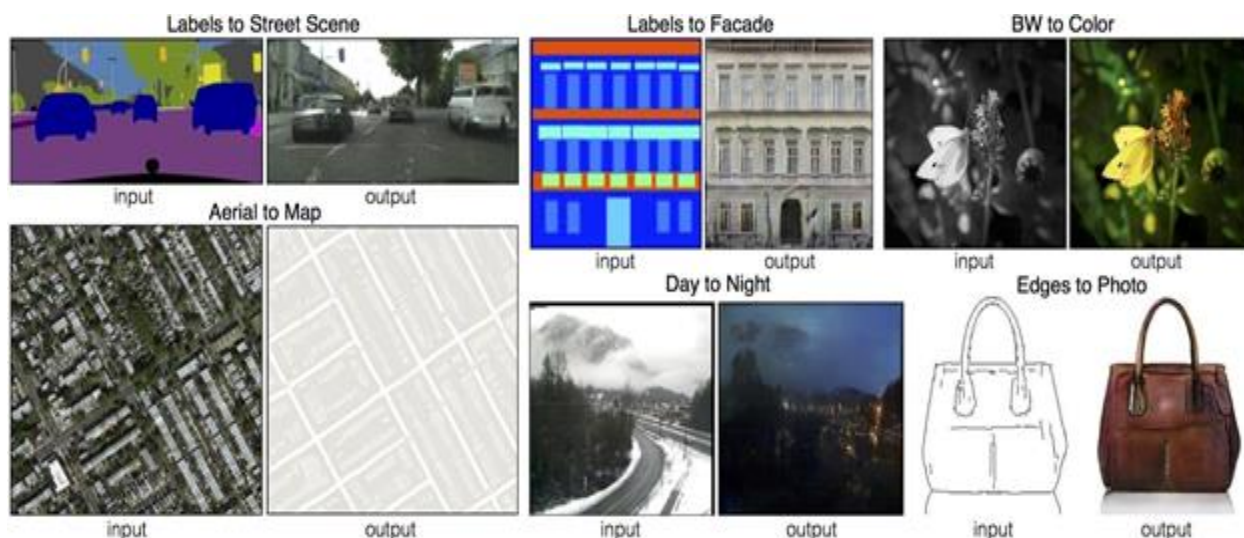 Labels to Street Scene
input
output
Aerial to Map
input
output
Labels to Facade
input
output
Day to Night
input
output
BW to Color
input
output
Edges to Photo
input
output